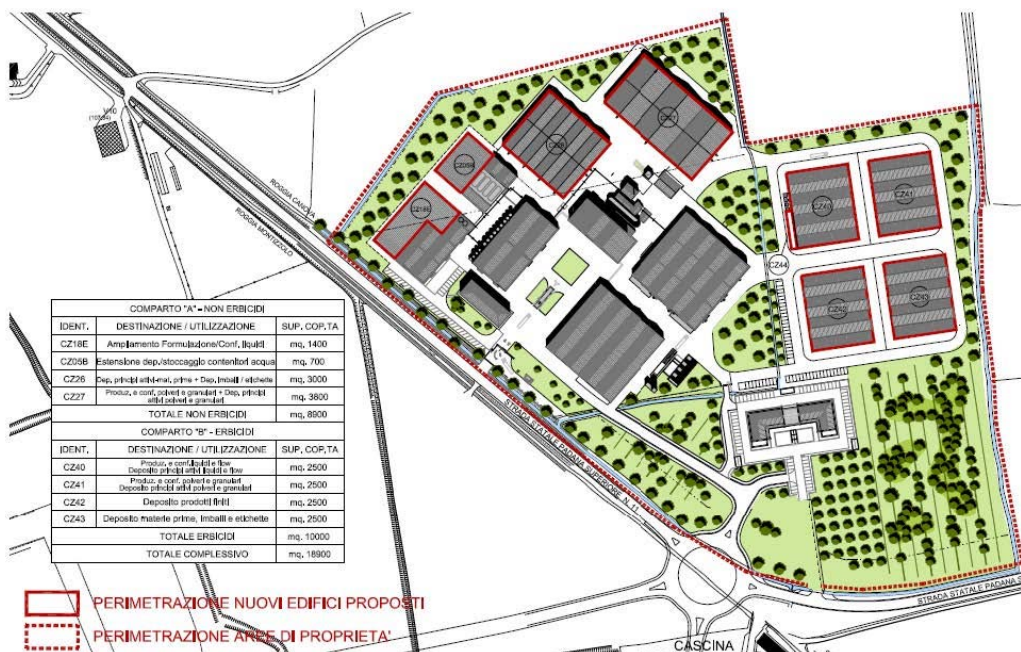 ROGGIA CANOVA
ROGGIA MONTIZZOLO
CZ05B
CZ18E
CZ26
CZ27
CZ41
CZ44
CZ43
COMPARTO "A" - NON ERBICIDI
IDENT. DESTINAZIONE / UTILIZZAZIONE SUP. COP.TA
CZ18E Ampliamento Formulazione/Conf. liquidi mq. 1400
CZ05B Estensione dep./stoccaggio contenitori acqua mq. 700
CZ26 Dep. principi attivi-mat. prime + Dep. imballi / etichette mq. 3000
CZ27 Produz. e conf. polveri e granulari + Dep. principi
attivi polveri e granulari mq. 3800
TOTALE NON ERBICIDI mq. 8900
COMPARTO "B" - ERBICIDI
IDENT. DESTINAZIONE / UTILIZZAZIONE SUP. COP.TA
CZ40 Produz. e conf.liquidi e flow
Deposito principi attivi liquidi e flow mq. 2500
CZ41 Produz. e conf. polveri e granulari
Deposito principi attivi polveri e granulari mq. 2500
CZ42 Deposito prodotti finiti mq. 2500
CZ43 Deposito materie prime, imballi e etichette mq. 2500
TOTALE ERBICIDI mq. 10000
TOTALE COMPLESSIVO mq. 18900
STRADA STATALE PADANA SUPERIORE N. 11
STRADA STATALE PADANA S
PERIMETRAZIONE NUOVI EDIFICI PROPOSTI
PERIMETRAZIONE AREE DI PROPRIETA'
CASCINA